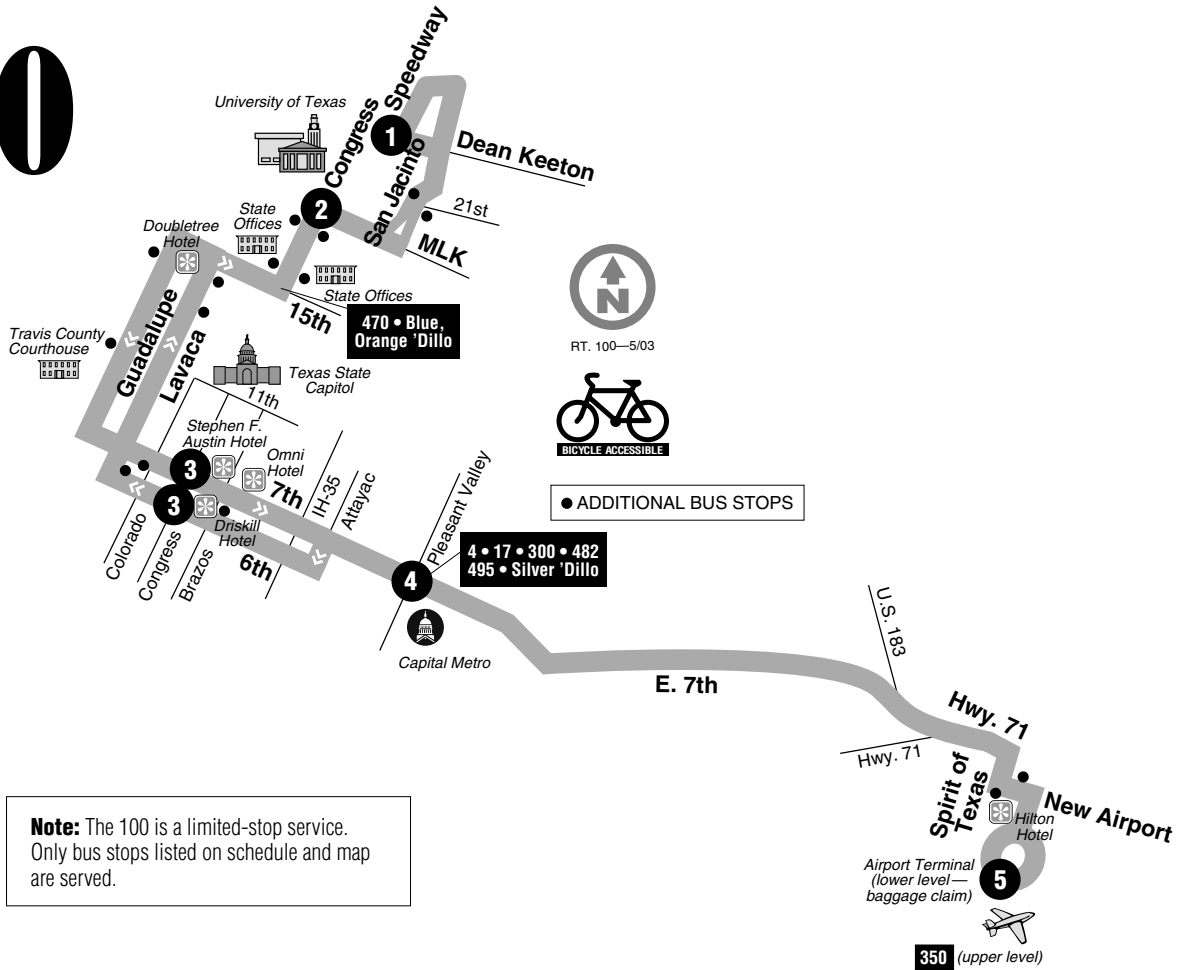 0
University of Texas
Congress
Speedway
1
San Jacinto
Dean Keeton
2
21st
MLK
State
Offices
Doubletree
Hotel
State Offices
15th
470 • Blue,
Orange ’Dillo
N
RT. 100—5/03
BICYCLE ACCESSIBLE
● ADDITIONAL BUS STOPS
Travis County
Courthouse
Guadalupe
Lavaca
Texas State
Capitol
11th
Stephen F.
Austin Hotel
Omni
Hotel
3
7th
IH-35
Attayac
Pleasant Valley
3
Driskill
Hotel
Colorado
Congress
Brazos
6th
4 • 17 • 300 • 482
495 • Silver ’Dillo
4
Capital Metro
E. 7th
U.S. 183
Hwy. 71
Hwy. 71
Spirit of
Texas
New Airport
Hilton
Hotel
Airport Terminal
(lower level—
baggage claim)
5
350 (upper level)
Note: The 100 is a limited-stop service.
Only bus stops listed on schedule and map
are served.